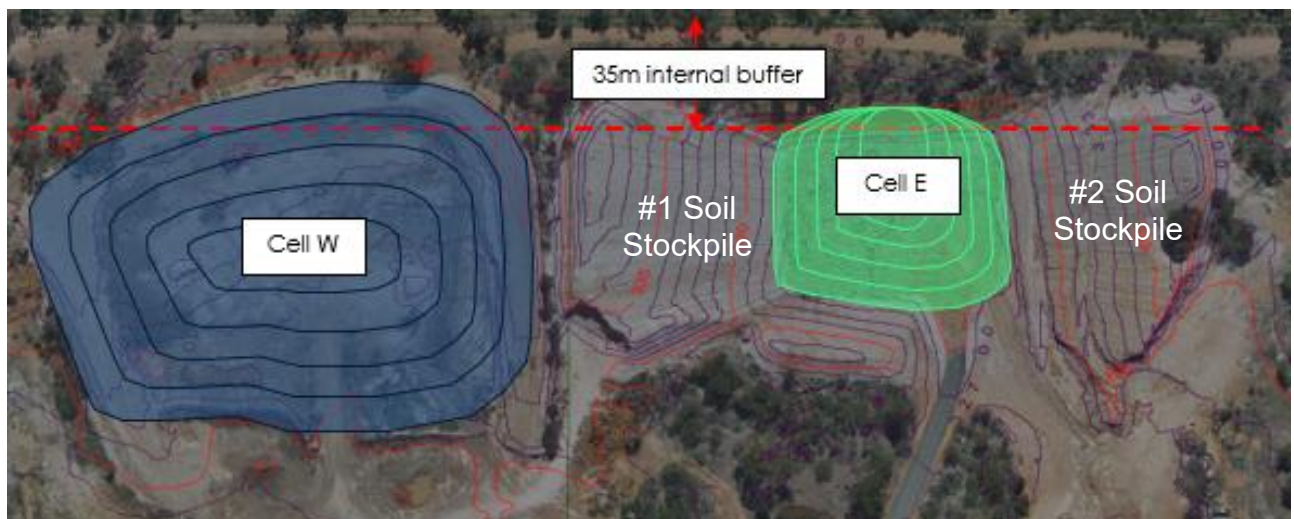 35m internal buffer
Cell W
#1 Soil
Stockpile
Cell E
#2 Soil
Stockpile